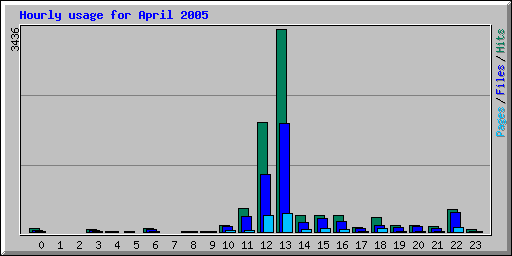 Hourly usage for April 2005
3436
Pages/Files/Hits
0 1 2 3 4 5 6 7 8 9 10 11 12 13 14 15 16 17 18 19 20 21 22 23